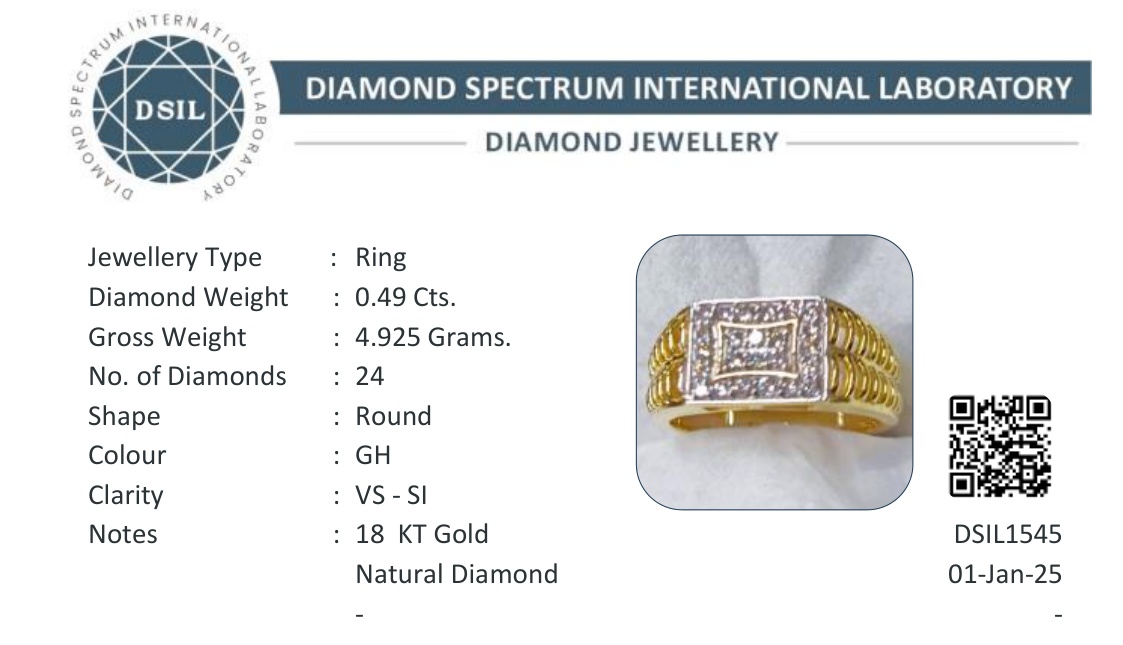 DIAMOND SPECTRUM INTERNATIONAL LABORATORY
DSIL
DIAMOND SPECTRUM INTERNATIONAL LABORATORY
DIAMOND JEWELLERY
Jewellery Type : Ring
Diamond Weight : 0.49 Cts.
Gross Weight : 4.925 Grams.
No. of Diamonds : 24
Shape : Round
Colour : GH
Clarity : VS - SI
Notes : 18 KT Gold
DSIL1545
Natural Diamond
01-Jan-25
-
-